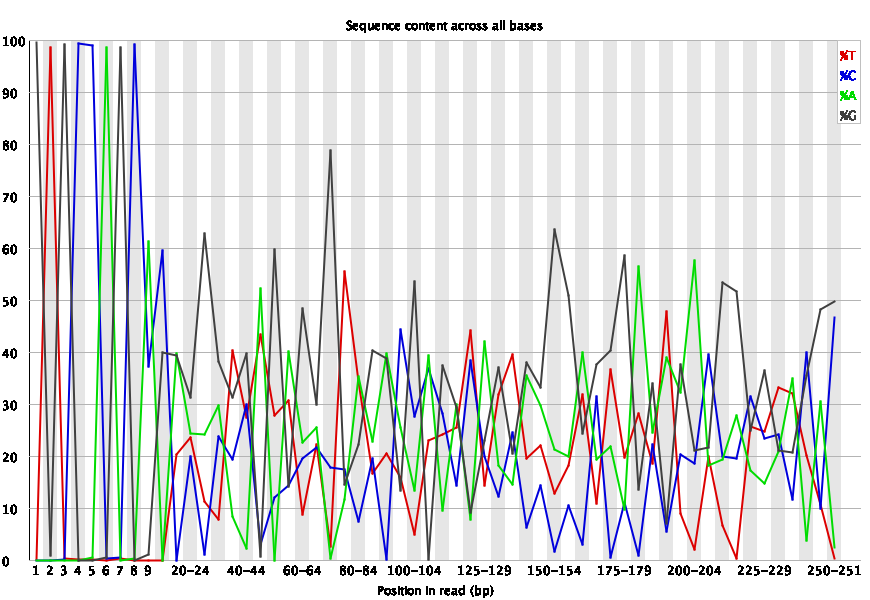 Sequence content across all bases
100
90
80
70
60
50
40
30
20
10
0
%T
%C
%A
%G
1 2 3 4 5 6 7 8 9 20-24 40-44 60-64 80-84 100-104 125-129 150-154 175-179 200-204 225-229 250-251
Position in read (bp)